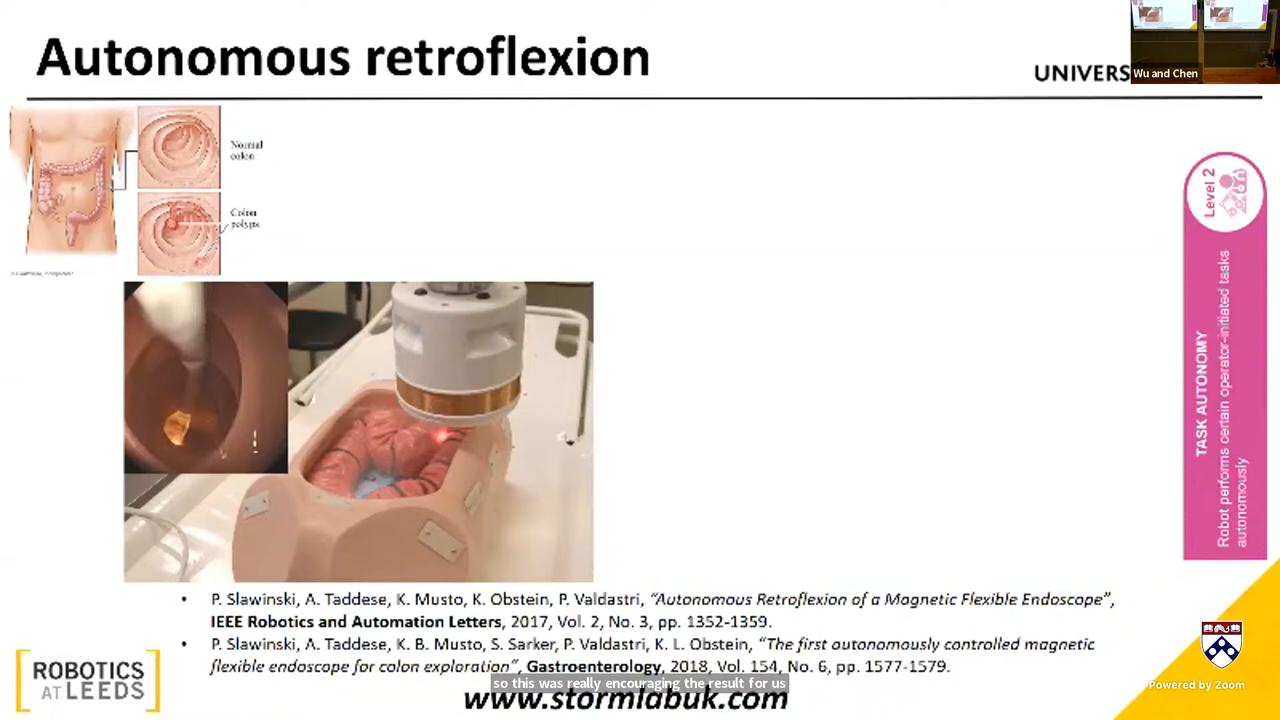 Autonomous retroflexion
UNIVERS
Wu and Chen
Normal
colon
Colon
polyps
Level 2
TASK AUTONOMY
Robot performs certain operator-initiated tasks
autonomously
• P. Slawinski, A. Taddese, K. Musto, K. Obstein, P. Valdastri, “Autonomous Retroflexion of a Magnetic Flexible Endoscope”,
IEEE Robotics and Automation Letters, 2017, Vol. 2, No. 3, pp. 1352-1359.
• P. Slawinski, A. Taddese, K. B. Musto, S. Sarker, P. Valdastri, K. L. Obstein, “The first autonomously controlled magnetic
flexible endoscope for colon exploration”, Gastroenterology, 2018, Vol. 154, No. 6, pp. 1577-1579.
so this was really encouraging the result for us
ROBOTICS
AT LEEDS
www.stormlabuk.com
Powered by Zoom